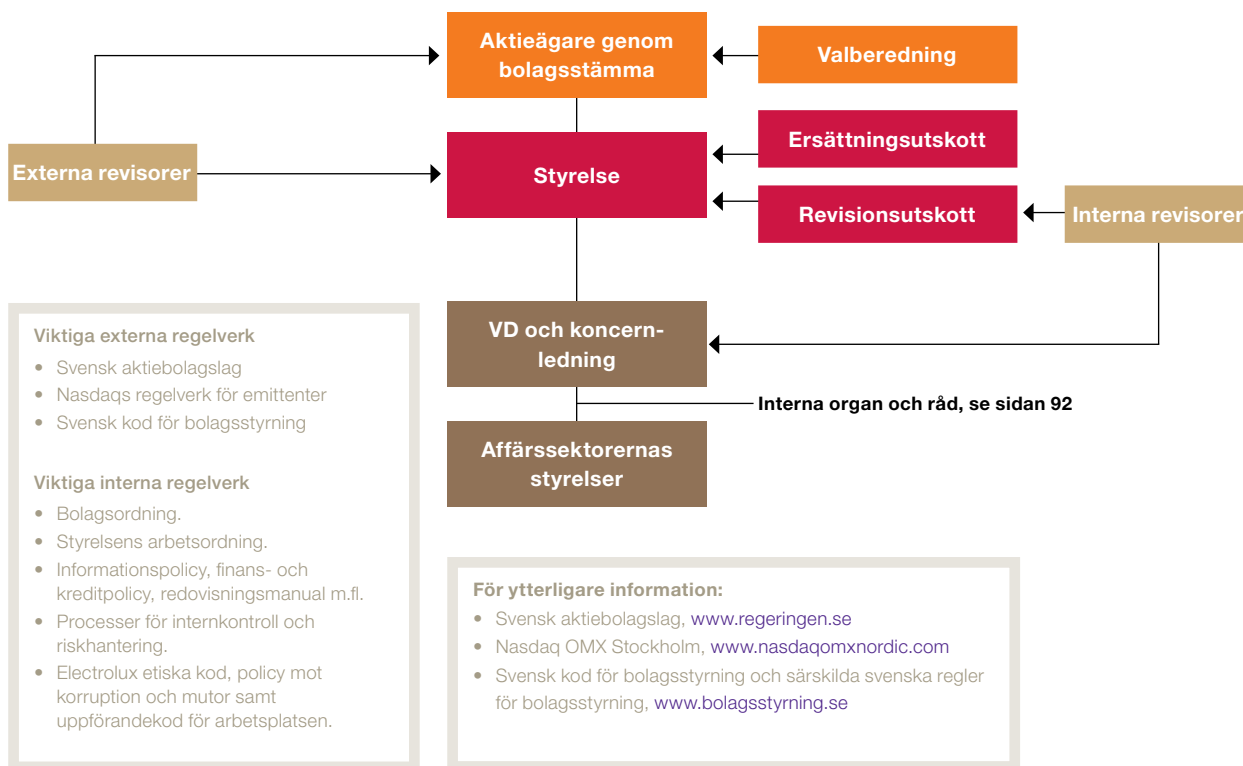 Aktieägare genom
bolagsstämma
Valberedning
Ersättningsutskott
Externa revisorer
Styrelse
Revisionsutskott
Interna revisorer
VD och koncern-
ledning
Interna organ och råd, se sidan 92
Affärssektorernas
styrelser
Viktiga externa regelverk
• Svensk aktiebolagslag
• Nasdaqs regelverk för emittenter
• Svensk kod för bolagsstyrning
Viktiga interna regelverk
• Bolagsordning.
• Styrelsens arbetsordning.
• Informationspolicy, finans- och
kreditpolicy, redovisningsmanual m.fl.
• Processer för internkontroll och
riskhantering.
• Electrolux etiska kod, policy mot
korruption och mutor samt
uppförandekod för arbetsplatsen.
För ytterligare information:
• Svensk aktiebolagslag, www.regeringen.se
• Nasdaq OMX Stockholm, www.nasdaqomxnordic.com
• Svensk kod för bolagsstyrning och särskilda svenska regler
för bolagsstyrning, www.bolagsstyrning.se